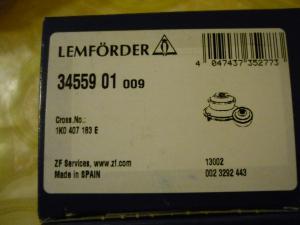 LEMFÖRDER
4 047437 352773
34559 01 009
Cross.No.:
1K0 407 183 E
ZF Services, www.zf.com
13002
Made in SPAIN
002 3292 443